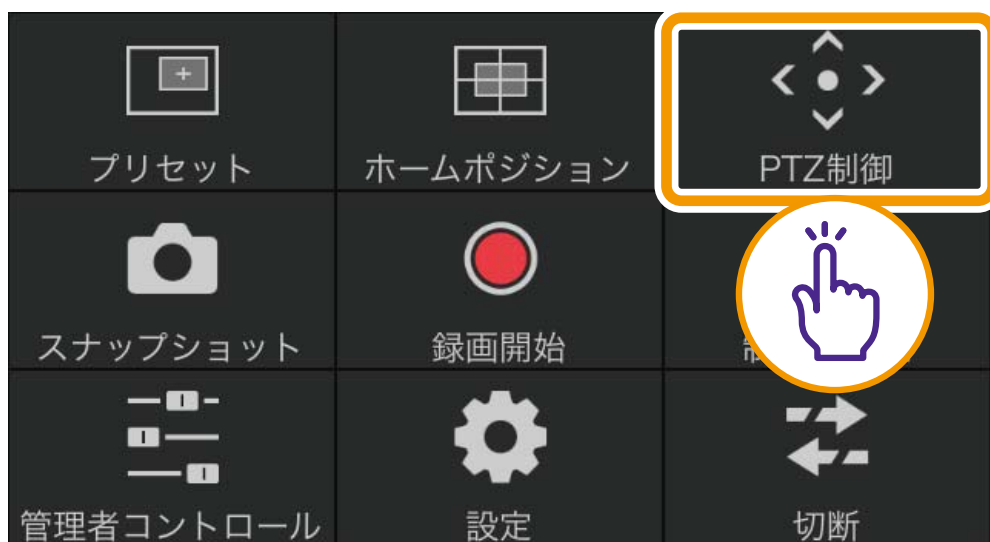 プリセット
ホームポジション
PTZ制御
スナップショット
録画開始
管理者コントロール
設定
切断